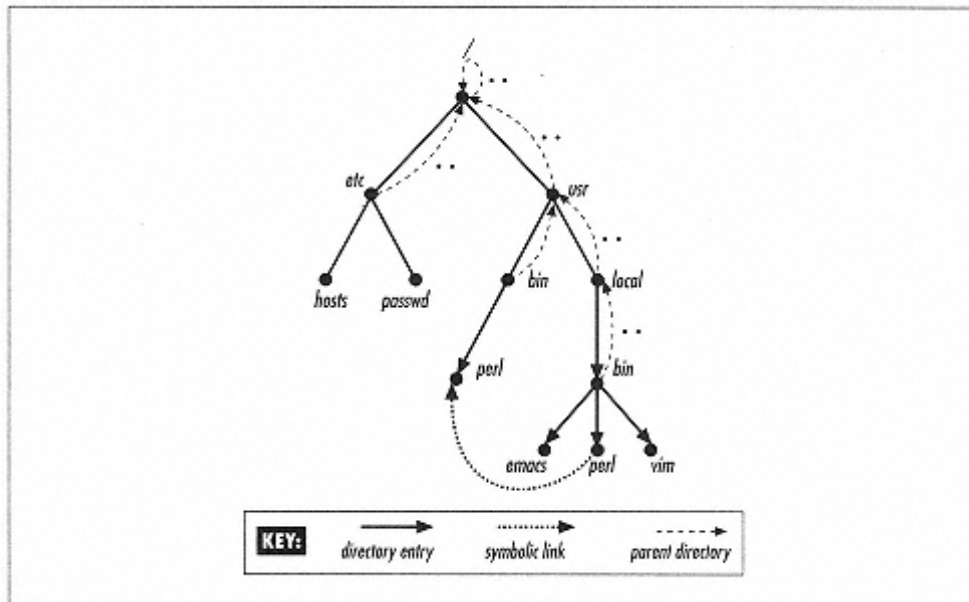 /
..
..
..
etc
usr
..
hosts
passwd
bin
local
..
perl
bin
emacs
perl
vim
KEY:
directory entry
symbolic link
parent directory